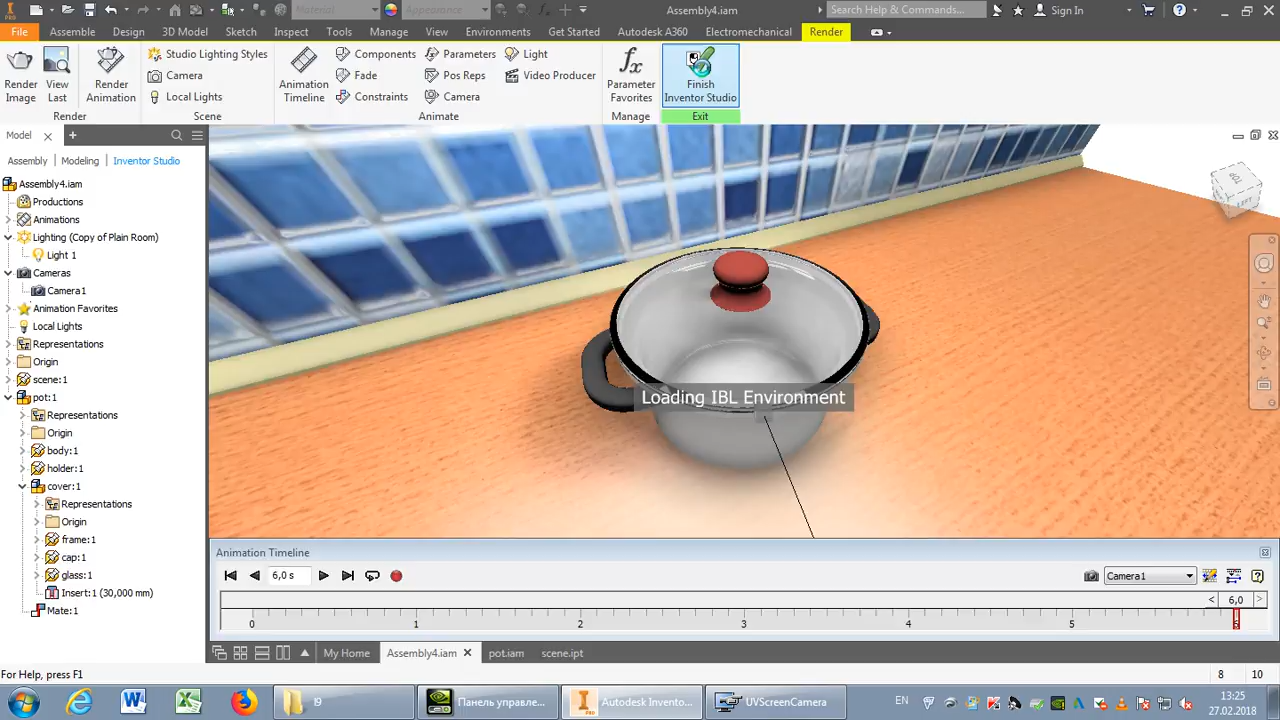 PRO
Material
Appearance
Assembly4.iam
Search Help & Commands...
Sign In
File
Assemble
Design
3D Model
Sketch
Inspect
Tools
Manage
View
Environments
Get Started
Autodesk A360
Electromechanical
Render
Render Image
View Last
Render Animation
Studio Lighting Styles
Camera
Local Lights
Animation Timeline
Components
Fade
Constraints
Parameters
Pos Reps
Camera
Light
Video Producer
Parameter Favorites
Finish Inventor Studio
Render
Scene
Animate
Manage
Exit
Model
Assembly
Modeling
Inventor Studio
Assembly4.iam
Productions
Animations
Lighting (Copy of Plain Room)
Light 1
Cameras
Camera1
Animation Favorites
Local Lights
Representations
Origin
scene:1
pot:1
Representations
Origin
body:1
holder:1
cover:1
Representations
Origin
frame:1
cap:1
glass:1
Insert:1 (30,000 mm)
Mate:1
LEFT
Loading IBL Environment
Animation Timeline
6,0 s
Camera1
< 6,0 >
0 1 2 3 4 5
My Home
Assembly4.iam
pot.iam
scene.ipt
For Help, press F1
8 10
Панель управле...
Autodesk Invento...
UVScreenCamera
EN
13:25
27.02.2018